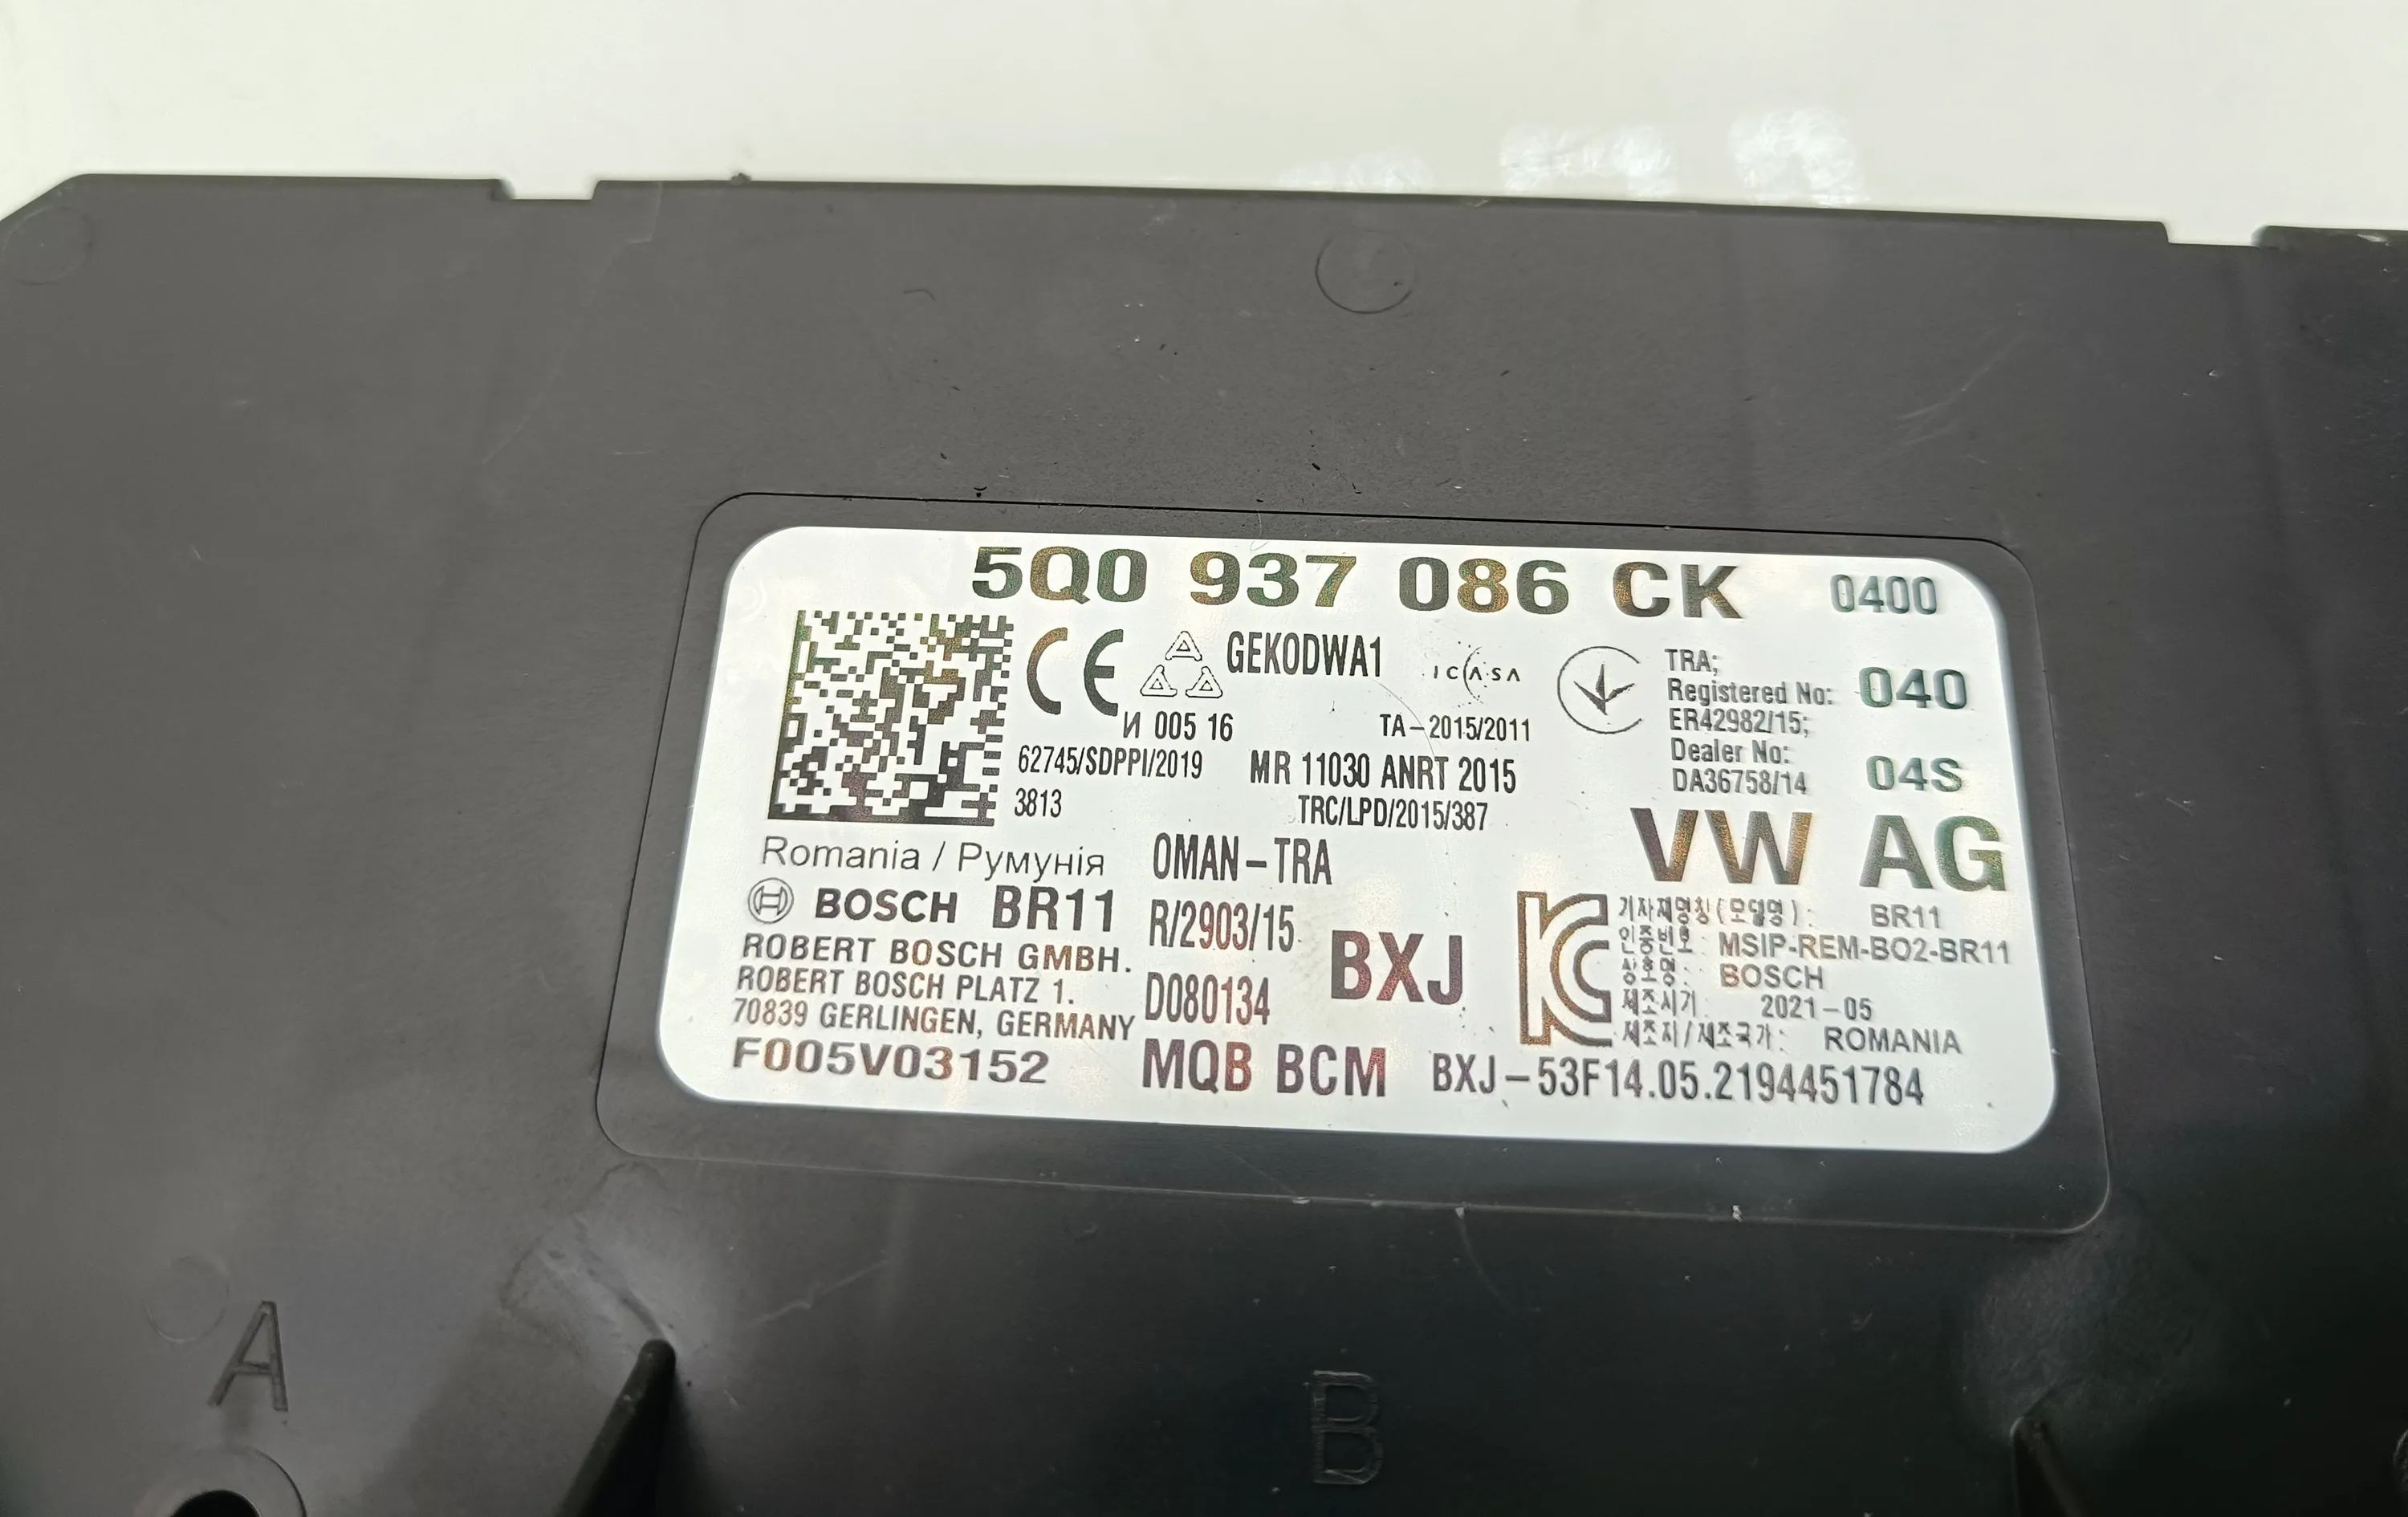 5Q0 937 086 CK 0400
CE GEKODWA1 ICASA
И 005 16
TA-2015/2011
TRA;
Registered No:
ER42982/15;
Dealer No:
DA36758/14
040
04S
62745/SDPPI/2019
3813
MR 11030 ANRT 2015
TRC/LPD/2015/387
VW AG
Romania / Румунія
OMAN-TRA
BOSCH BR11
R/2903/15
ROBERT BOSCH GMBH.
ROBERT BOSCH PLATZ 1.
70839 GERLINGEN, GERMANY
D080134
BXJ
KC
기자재명칭(모델명): BR11
인증번호: MSIP-REM-BO2-BR11
상호명: BOSCH
제조시기: 2021-05
제조자/제조국가: ROMANIA
F005V03152
MQB BCM
BXJ-53F14.05.2194451784
A
B